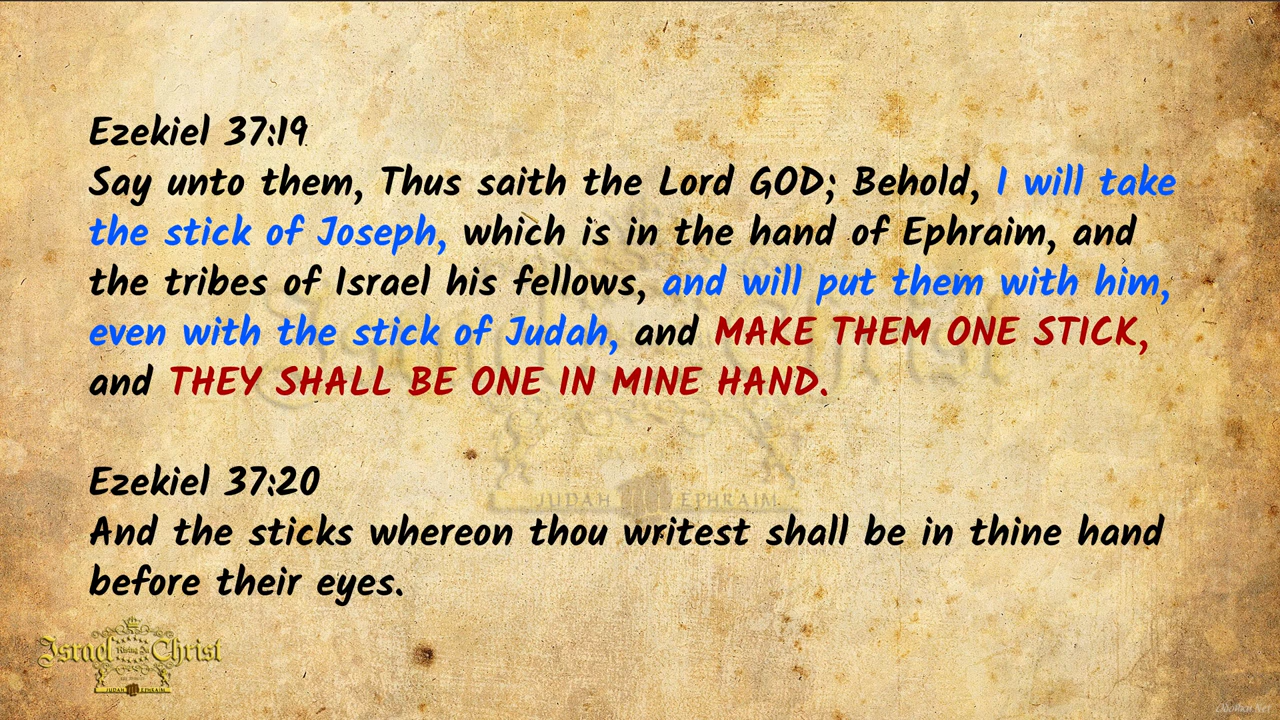 Ezekiel 37:19
Say unto them, Thus saith the Lord GOD; Behold, I will take
the stick of Joseph, which is in the hand of Ephraim, and
the tribes of Israel his fellows, and will put them with him,
even with the stick of Judah, and MAKE THEM ONE STICK,
and THEY SHALL BE ONE IN MINE HAND.
Ezekiel 37:20
And the sticks whereon thou writest shall be in thine hand
before their eyes.
JUDAH EPHRAIM
Israel Rising In Christ
JUDAH EPHRAIM